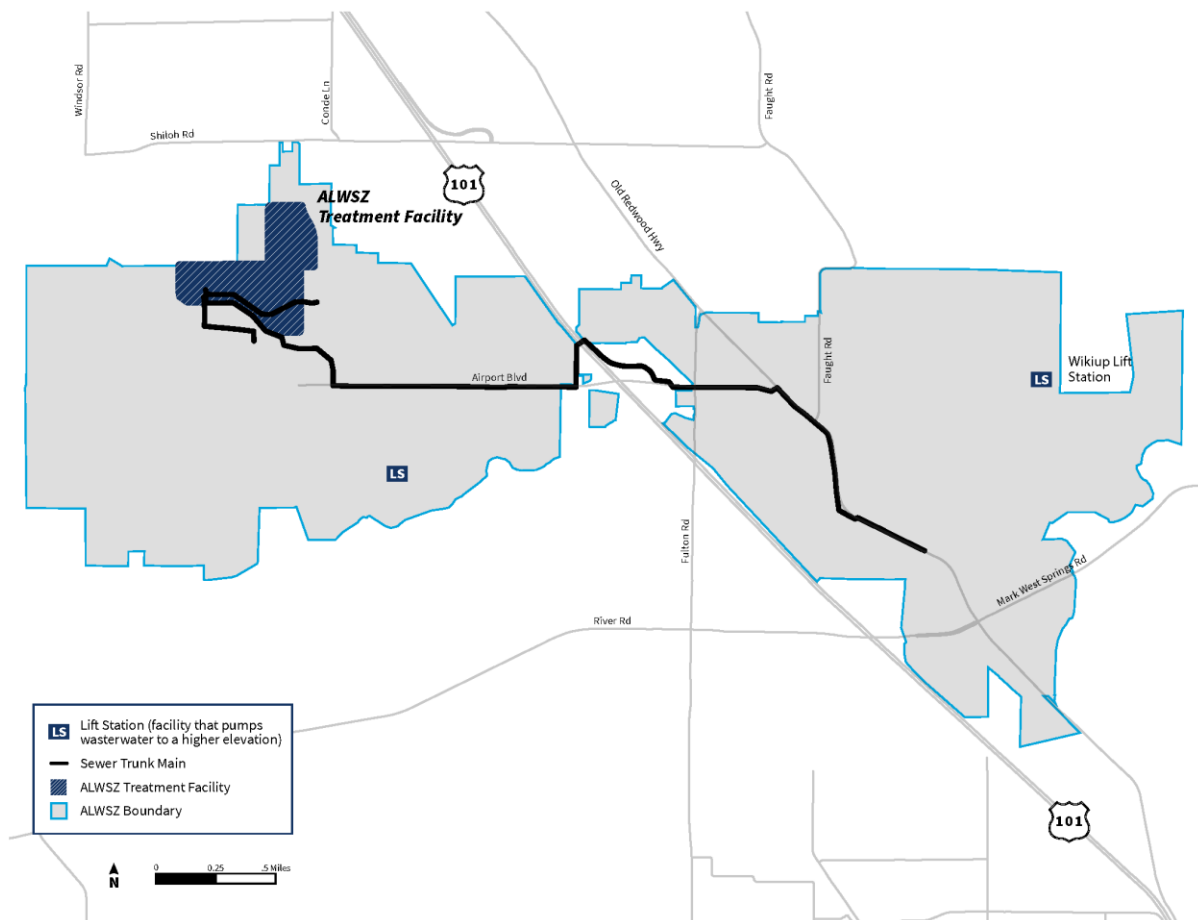 Windsor Rd
Conde Ln
Faught Rd
Shiloh Rd
101
ALWSZ
Treatment Facility
Old Redwood Hwy
Faught Rd
Wikiup Lift
Station
LS
Airport Blvd
LS
Fulton Rd
Mark West Springs Rd
River Rd
LS Lift Station (facility that pumps
wasterwater to a higher elevation)
Sewer Trunk Main
ALWSZ Treatment Facility
ALWSZ Boundary
101
N
0 0.25 .5 Miles